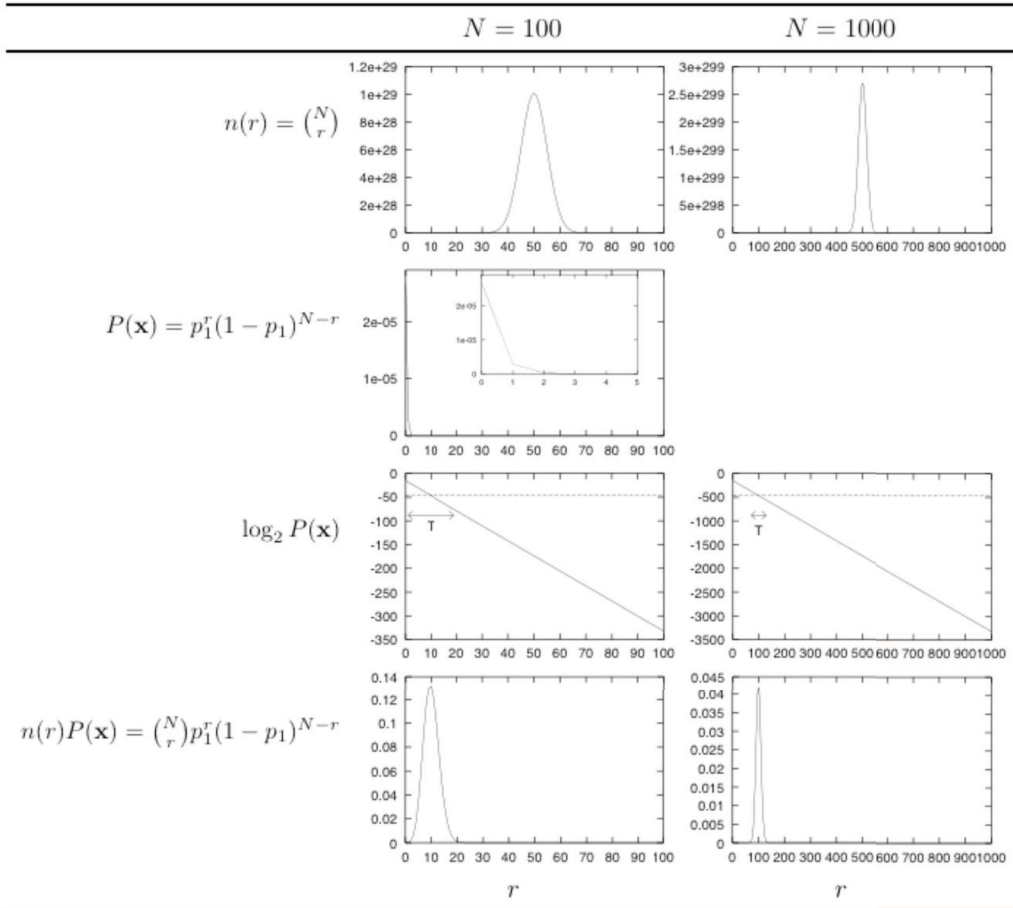 N = 100 N = 1000
n(r) = (N r)
1.2e+29
1e+29
8e+28
6e+28
4e+28
2e+28
0
0 10 20 30 40 50 60 70 80 90 100
3e+299
2.5e+299
2e+299
1.5e+299
1e+299
5e+298
0
0 100 200 300 400 500 600 700 800 9001000
P(x) = p₁^r(1 − p₁)^{N−r}
2e-05
1e-05
0
0 10 20 30 40 50 60 70 80 90 100
2e-05
1e-05
0
0 1 2 3 4 5
log₂ P(x)
0
-50
-100
-150
-200
-250
-300
-350
T
0 10 20 30 40 50 60 70 80 90 100
0
-500
-1000
-1500
-2000
-2500
-3000
-3500
T
0 100 200 300 400 500 600 700 800 9001000
n(r)P(x) = (N r)p₁^r(1 − p₁)^{N−r}
0.14
0.12
0.1
0.08
0.06
0.04
0.02
0
0 10 20 30 40 50 60 70 80 90 100
0.045
0.04
0.035
0.03
0.025
0.02
0.015
0.01
0.005
0
0 100 200 300 400 500 600 700 800 9001000
r r